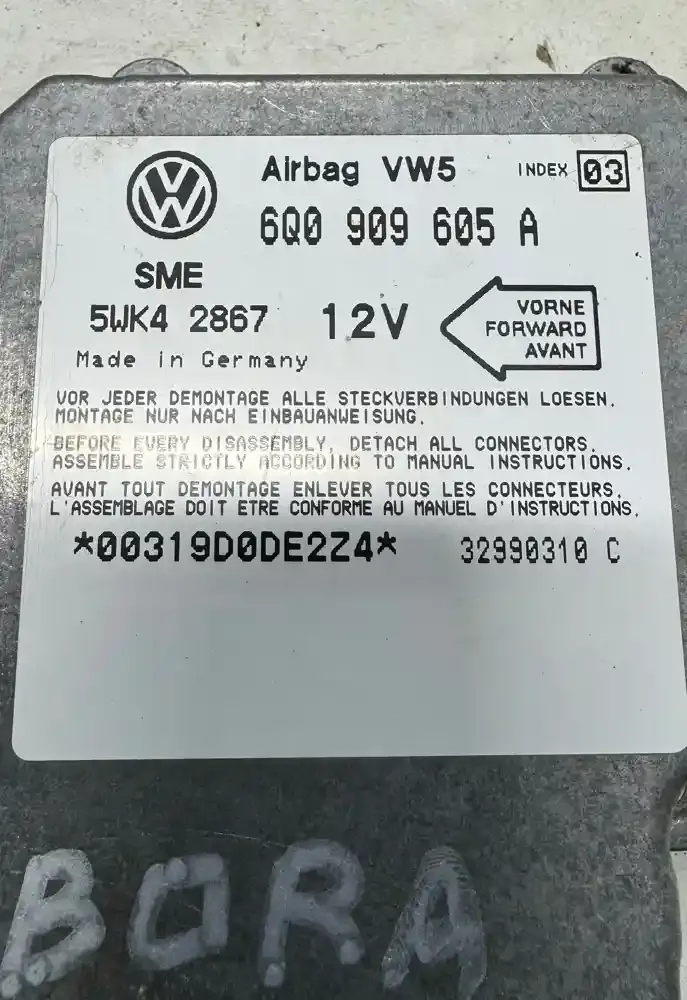 Airbag VW5 INDEX 03
6Q0 909 605 A
SME
5WK4 2867 12V
VORNE
FORWARD
AVANT
Made in Germany
VOR JEDER DEMONTAGE ALLE STECKVERBINDUNGEN LOESEN.
MONTAGE NUR NACH EINBAUANWEISUNG.
BEFORE EVERY DISASSEMBLY, DETACH ALL CONNECTORS.
ASSEMBLE STRICTLY ACCORDING TO MANUAL INSTRUCTIONS.
AVANT TOUT DEMONTAGE ENLEVER TOUS LES CONNECTEURS.
L'ASSEMBLAGE DOIT ETRE CONFORME AU MANUEL D'INSTRUCTIONS.
*00319D0DE2Z4* 32990310 C
BORA